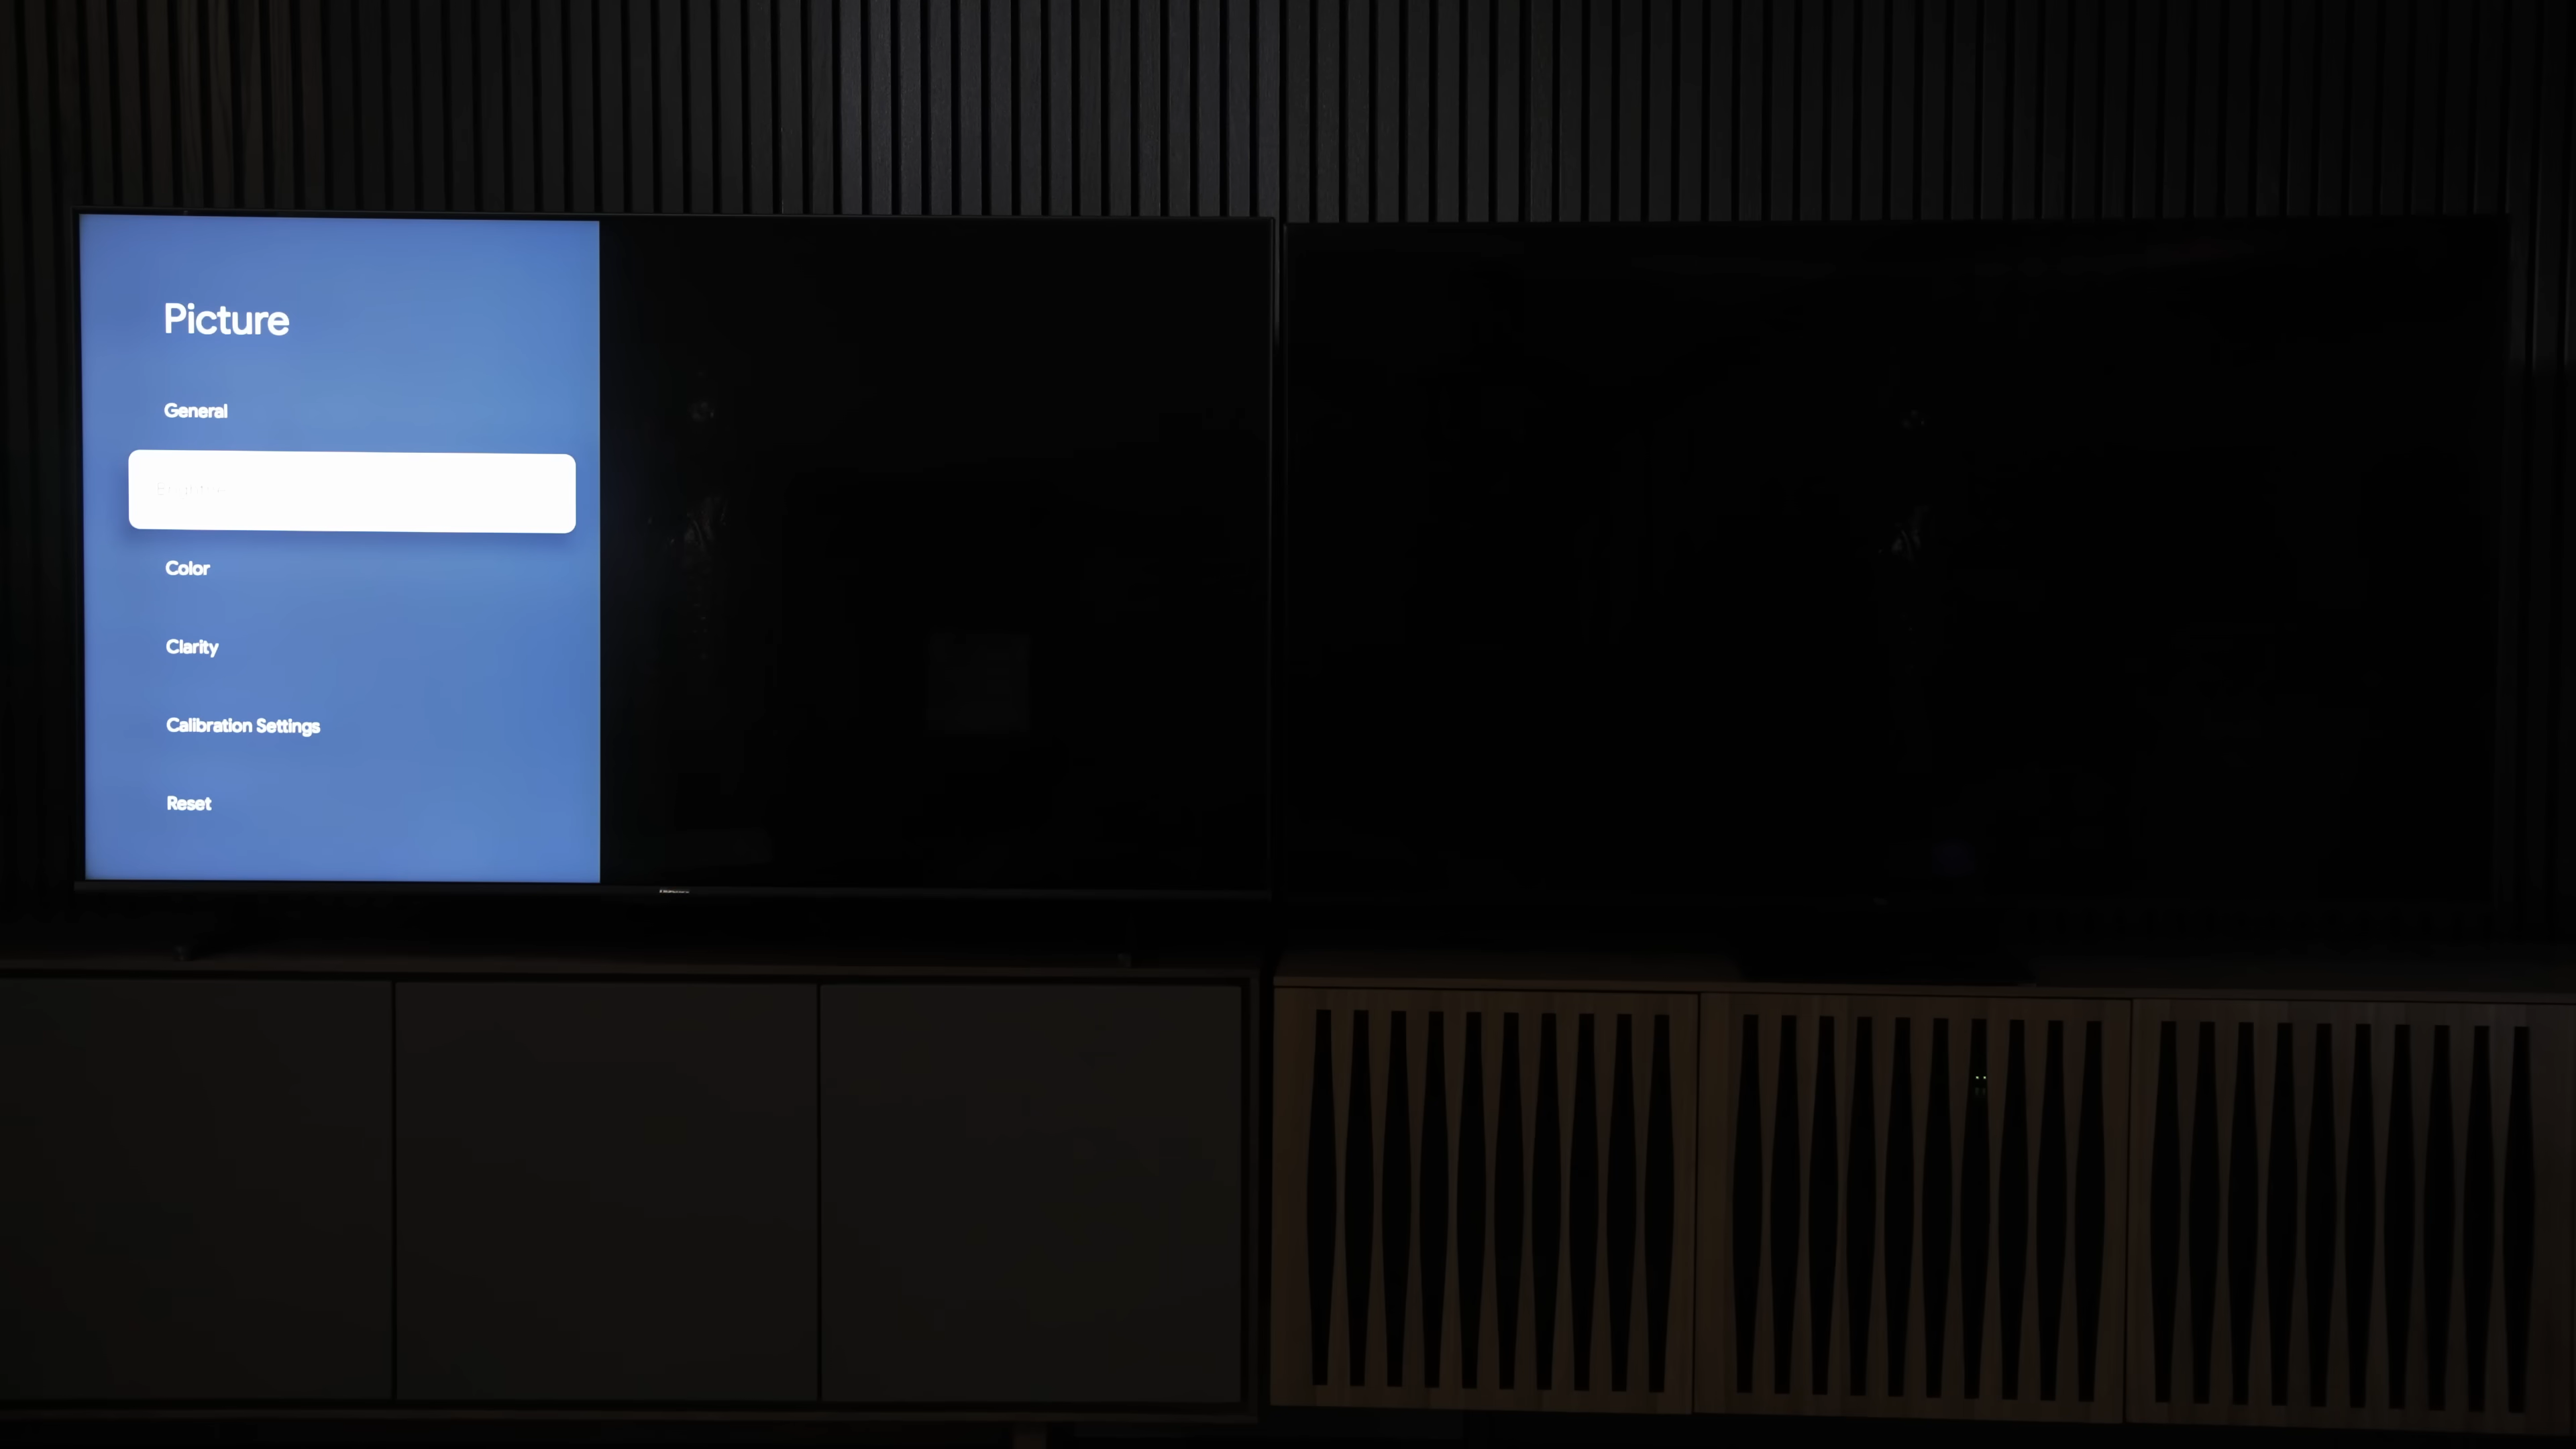 Picture
General
Color
Clarity
Calibration Settings
Reset